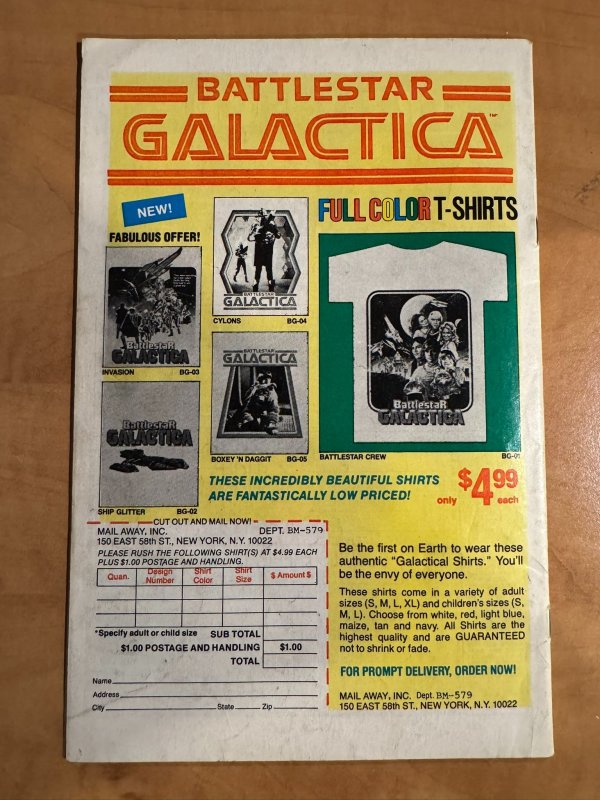 BATTLESTAR
GALACTICA™
NEW!
FABULOUS OFFER!
FULL COLOR T-SHIRTS
BATTLESTAR
GALACTICA
CYLONS BG-04
BattlestaR
GALACTICA
INVASION BG-03
BATTLESTAR
GALACTICA
BOXEY 'N DAGGIT BG-05
BattlestaR
GALACTICA
SHIP GLITTER BG-02
BattlestaR
GALACTICA
BATTLESTAR CREW BG-01
THESE INCREDIBLY BEAUTIFUL SHIRTS
ARE FANTASTICALLY LOW PRICED!
only $4.99 each
CUT OUT AND MAIL NOW!
MAIL AWAY, INC. DEPT. BM-579
150 EAST 58th ST., NEW YORK, N.Y. 10022
PLEASE RUSH THE FOLLOWING SHIRT(S) AT $4.99 EACH
PLUS $1.00 POSTAGE AND HANDLING.
Quan. Design Number Shirt Color Shirt Size $ Amount $
*Specify adult or child size SUB TOTAL
$1.00 POSTAGE AND HANDLING $1.00
TOTAL
Name
Address
City State Zip
Be the first on Earth to wear these
authentic "Galactical Shirts." You'll
be the envy of everyone.
These shirts come in a variety of adult
sizes (S, M, L, XL) and children's sizes (S,
M, L). Choose from white, red, light blue,
maize, tan and navy. All Shirts are the
highest quality and are GUARANTEED
not to shrink or fade.
FOR PROMPT DELIVERY, ORDER NOW!
MAIL AWAY, INC. Dept. BM-579
150 EAST 58th ST., NEW YORK, N.Y. 10022